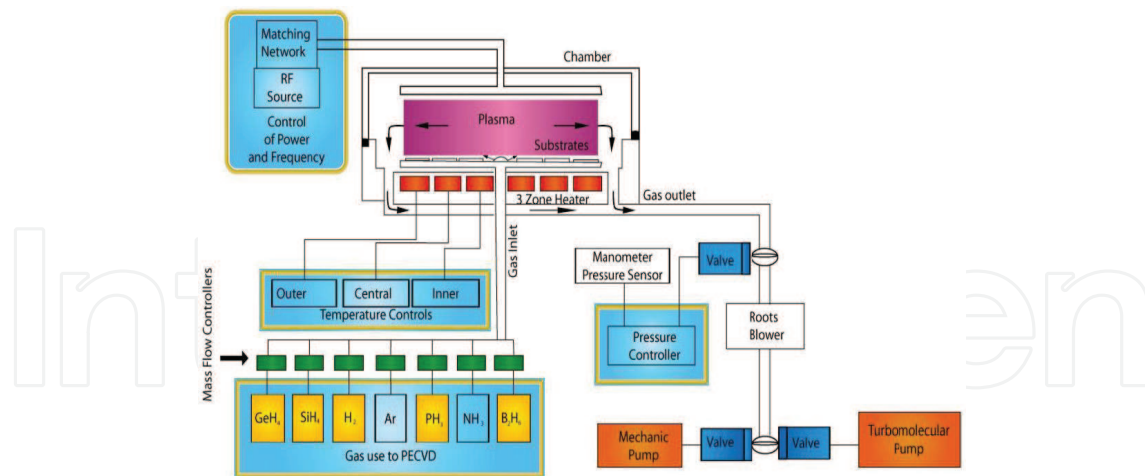 Matching
Network
RF
Source
Control
of Power
and Frequency
Chamber
Plasma
Substrates
3 Zone Heater
Gas outlet
Gas Inlet
Outer
Central
Inner
Temperature Controls
Mass Flow Controllers
GeH₄
SiH₄
H₂
Ar
PH₃
NH₃
B₂H₆
Gas use to PECVD
Manometer
Pressure Sensor
Valve
Pressure
Controller
Roots
Blower
Mechanic
Pump
Valve
Valve
Turbomolecular
Pump